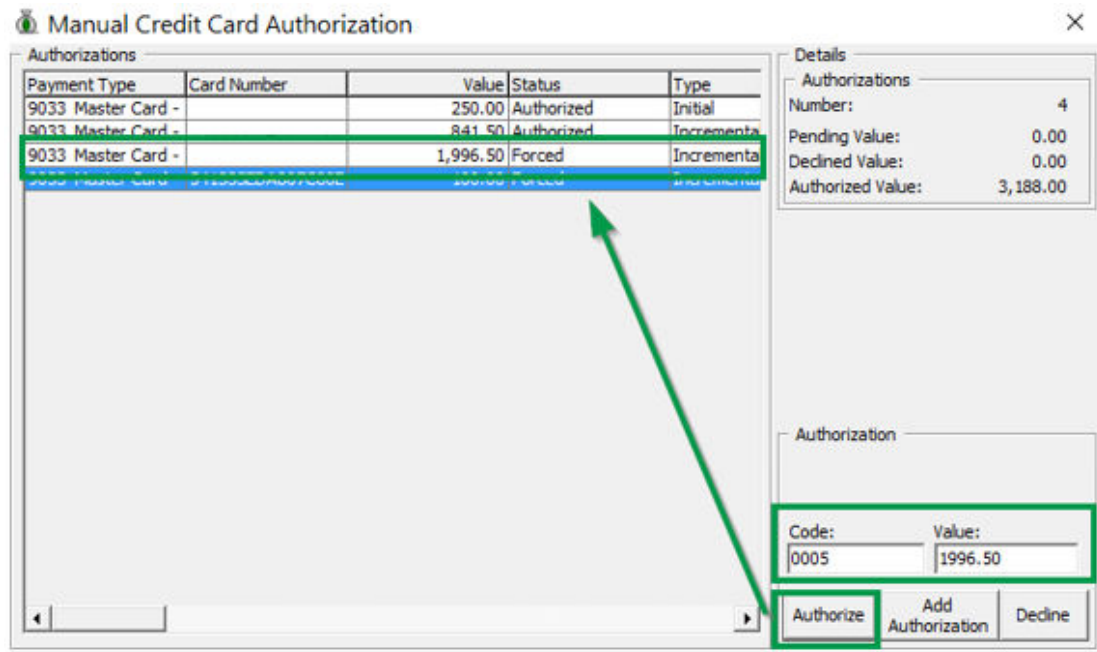 Manual Credit Card Authorization
Authorizations
Payment Type Card Number Value Status Type
9033 Master Card - 250.00 Authorized Initial
9033 Master Card - 841.50 Authorized Incrementa
9033 Master Card - 1,996.50 Forced Incrementa
Details
Authorizations
Number: 4
Pending Value: 0.00
Declined Value: 0.00
Authorized Value: 3,188.00
Authorization
Code: Value:
0005 1996.50
Authorize Add Authorization Decline